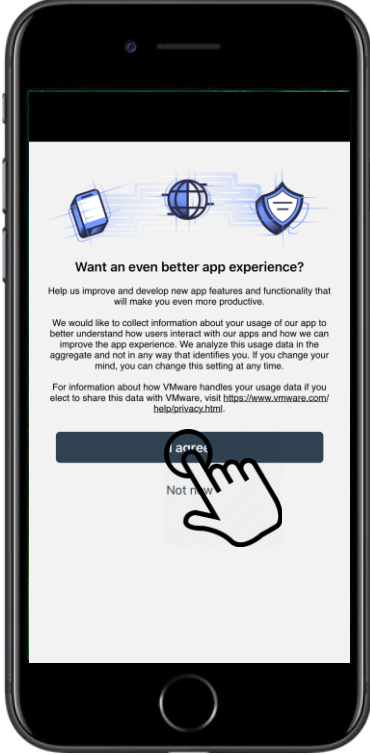 Want an even better app experience?
Help us improve and develop new app features and functionality that
will make you even more productive.
We would like to collect information about your usage of our app to
better understand how users interact with our apps and how we can
improve the app experience. We analyze this usage data in the
aggregate and not in any way that identifies you. If you change your
mind, you can change this setting at any time.
For information about how VMware handles your usage data if you
elect to share this data with VMware, visit https://www.vmware.com/
help/privacy.html.
I agree
Not now